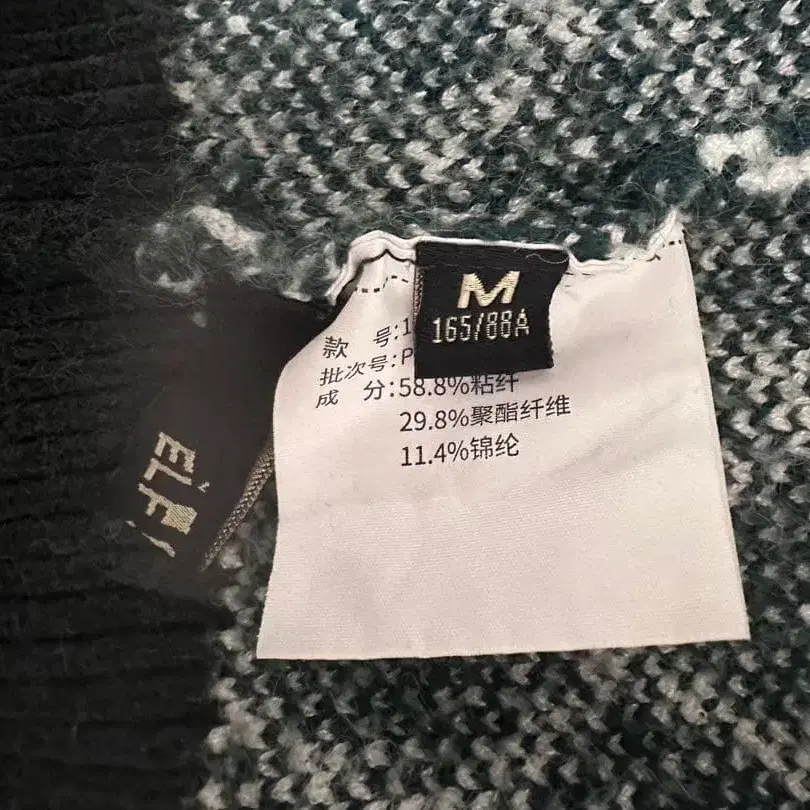 M
165/88A
款 号:1
批次号:P
成 分:58.8%粘纤
29.8%聚酯纤维
11.4%锦纶